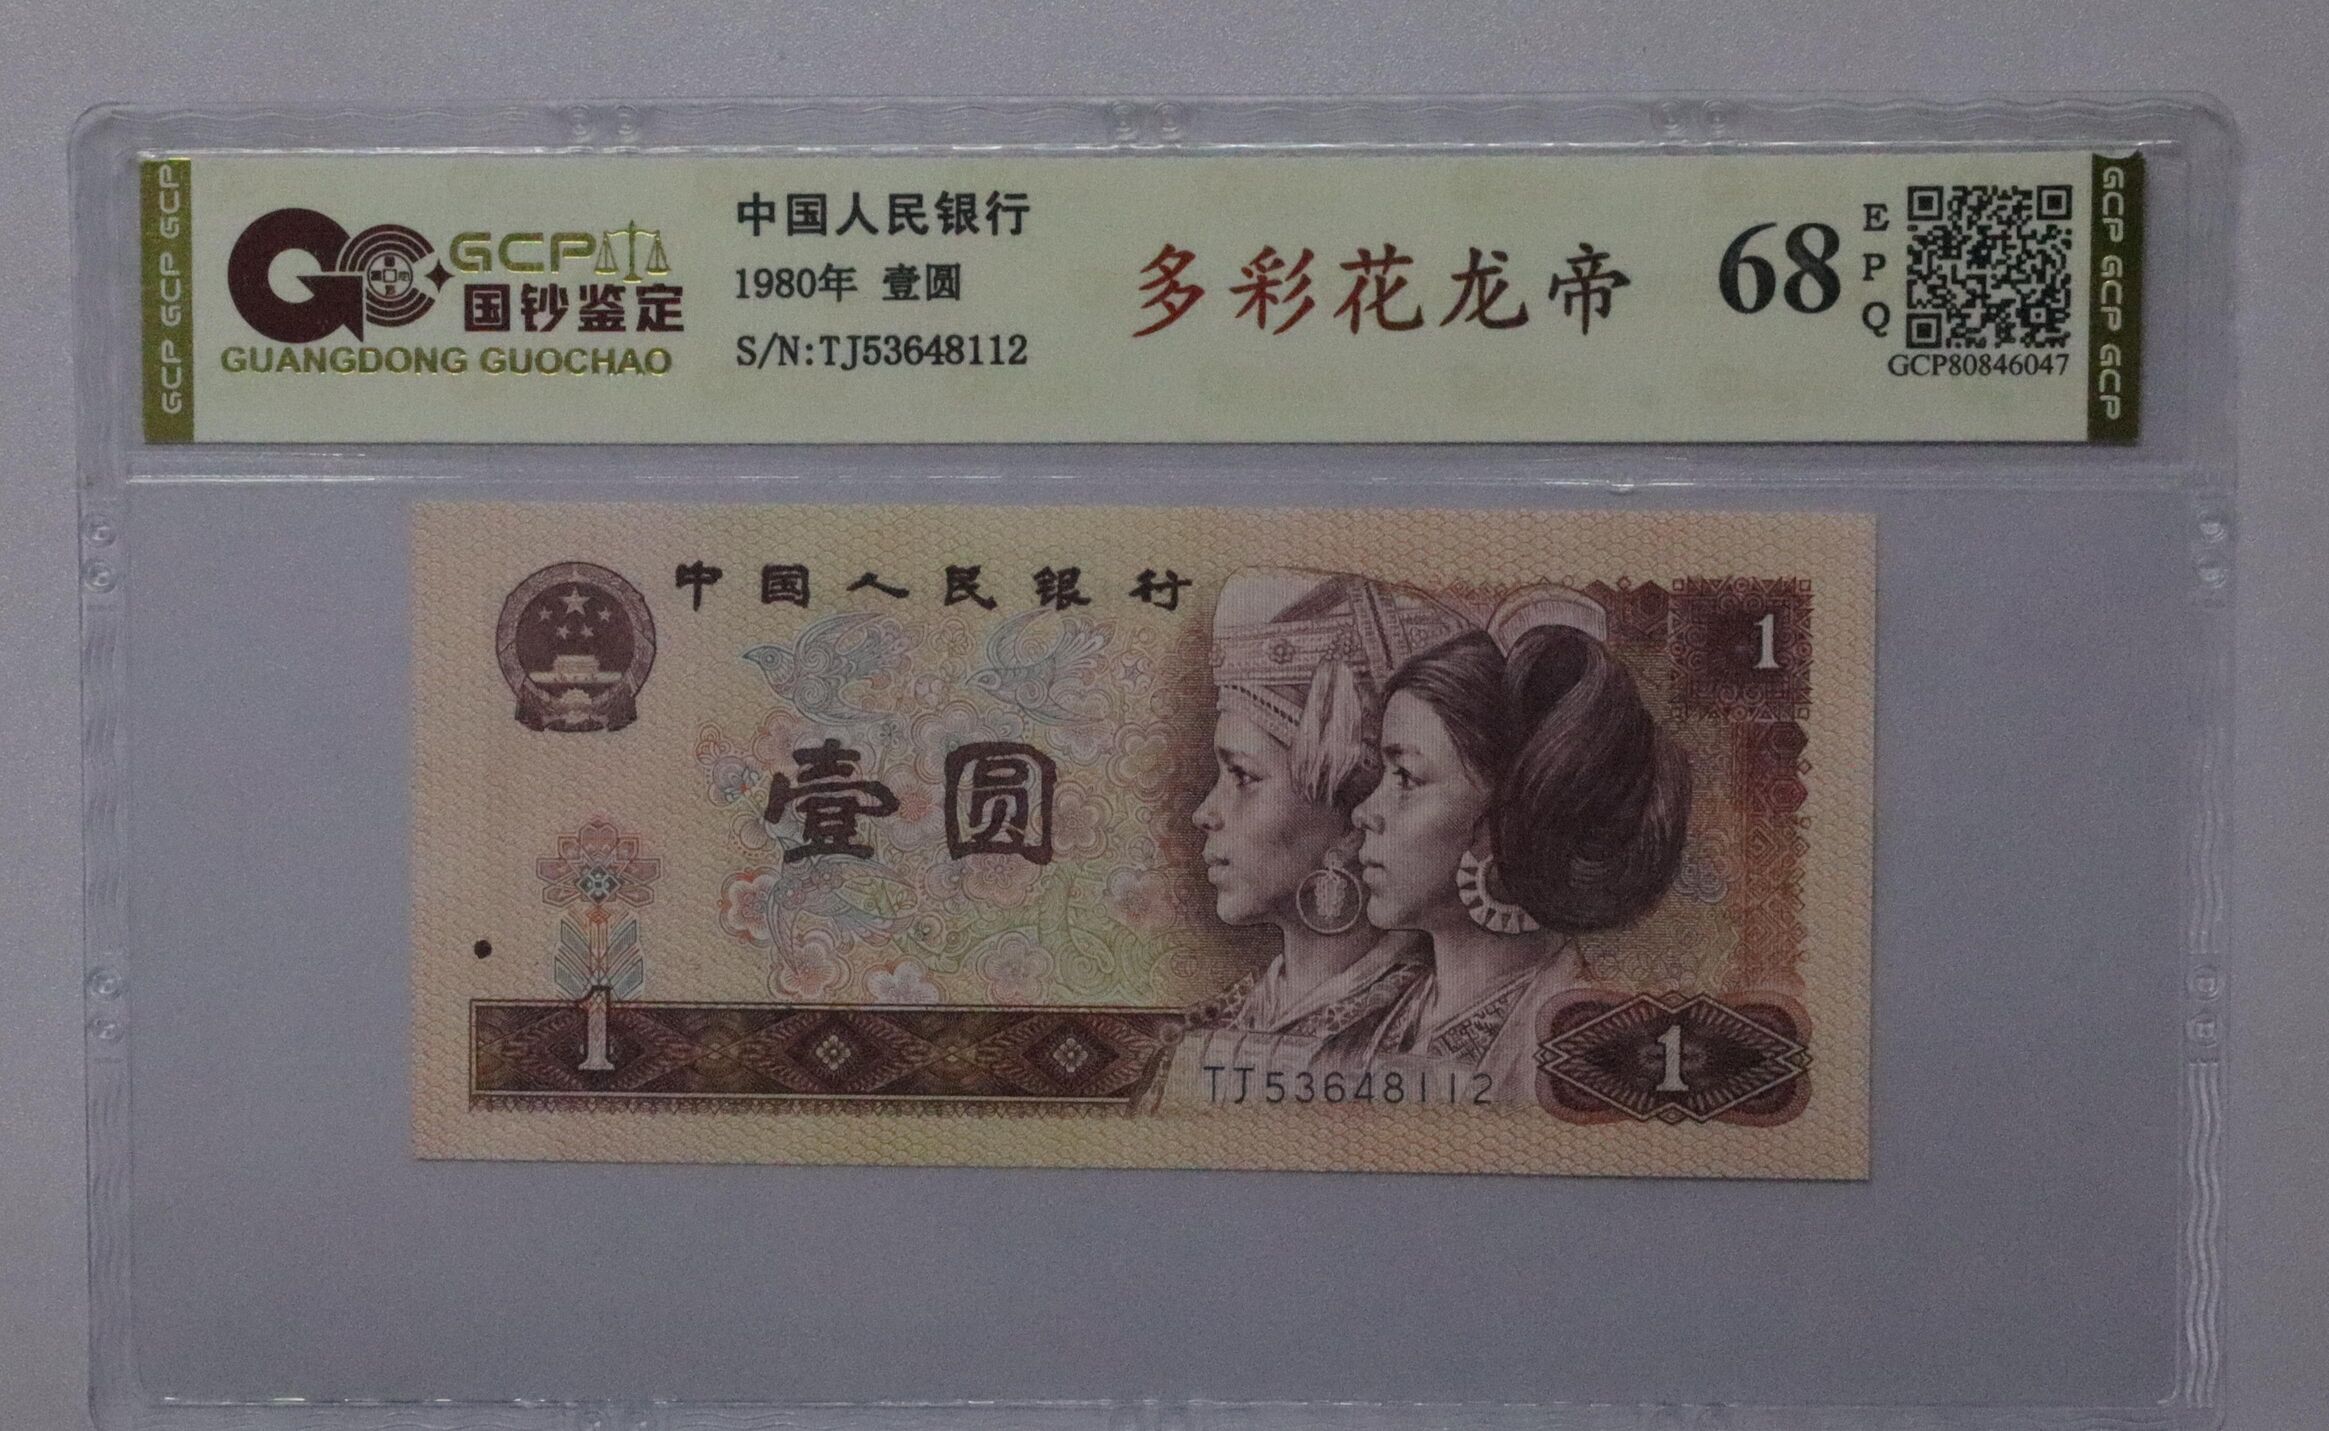 GCP GCP GCP
GCP
国钞鉴定
GUANGDONG GUOCHAO
中国人民银行
1980年 壹圆
S/N:TJ53648112
多彩花龙帝
68
EPQ
GCP80846047
GCP GCP GCP
中国人民银行
1
壹圆
1
TJ53648112
1